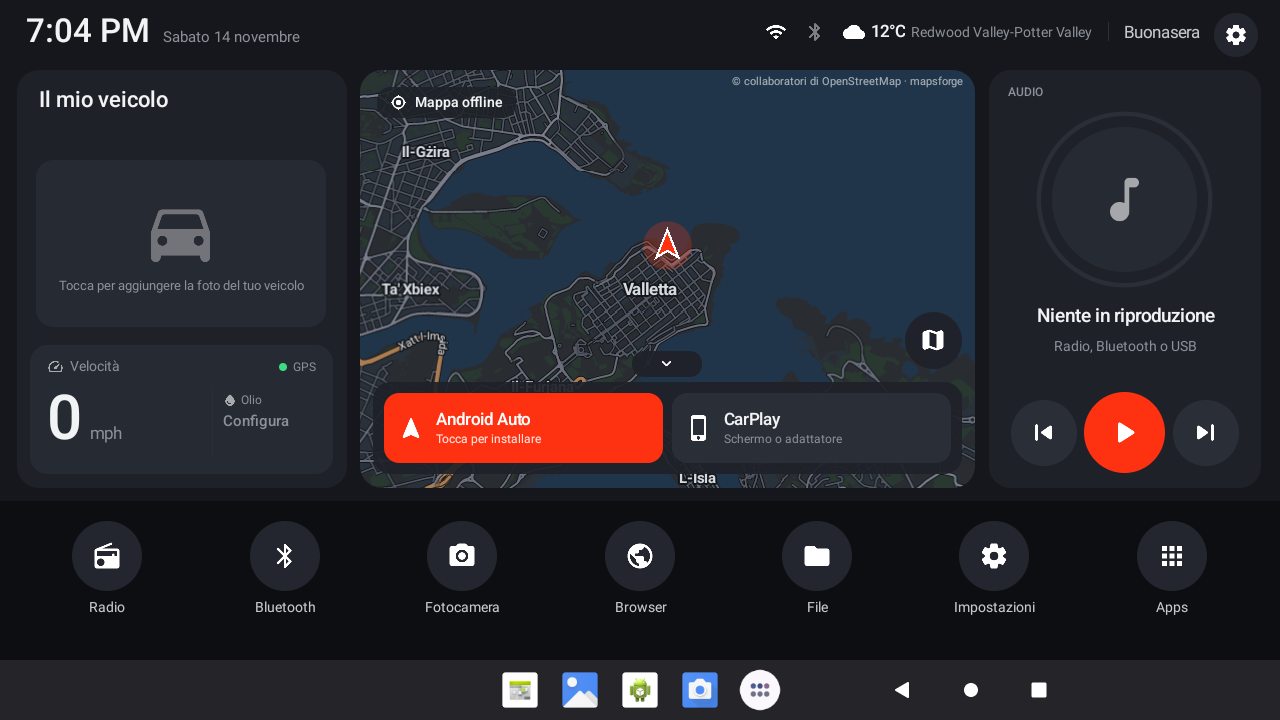 7:04 PM
Sabato 14 novembre
12°C Redwood Valley-Potter Valley
Buonasera
Il mio veicolo
Tocca per aggiungere la foto del tuo veicolo
Velocità
GPS
0 mph
Olio
Configura
© collaboratori di OpenStreetMap · mapsforge
Mappa offline
Il-Gżira
Ta' Xbiex
Valletta
Il-Furjana
L-Isla
Android Auto
Tocca per installare
CarPlay
Schermo o adattatore
AUDIO
Niente in riproduzione
Radio, Bluetooth o USB
Radio
Bluetooth
Fotocamera
Browser
File
Impostazioni
Apps